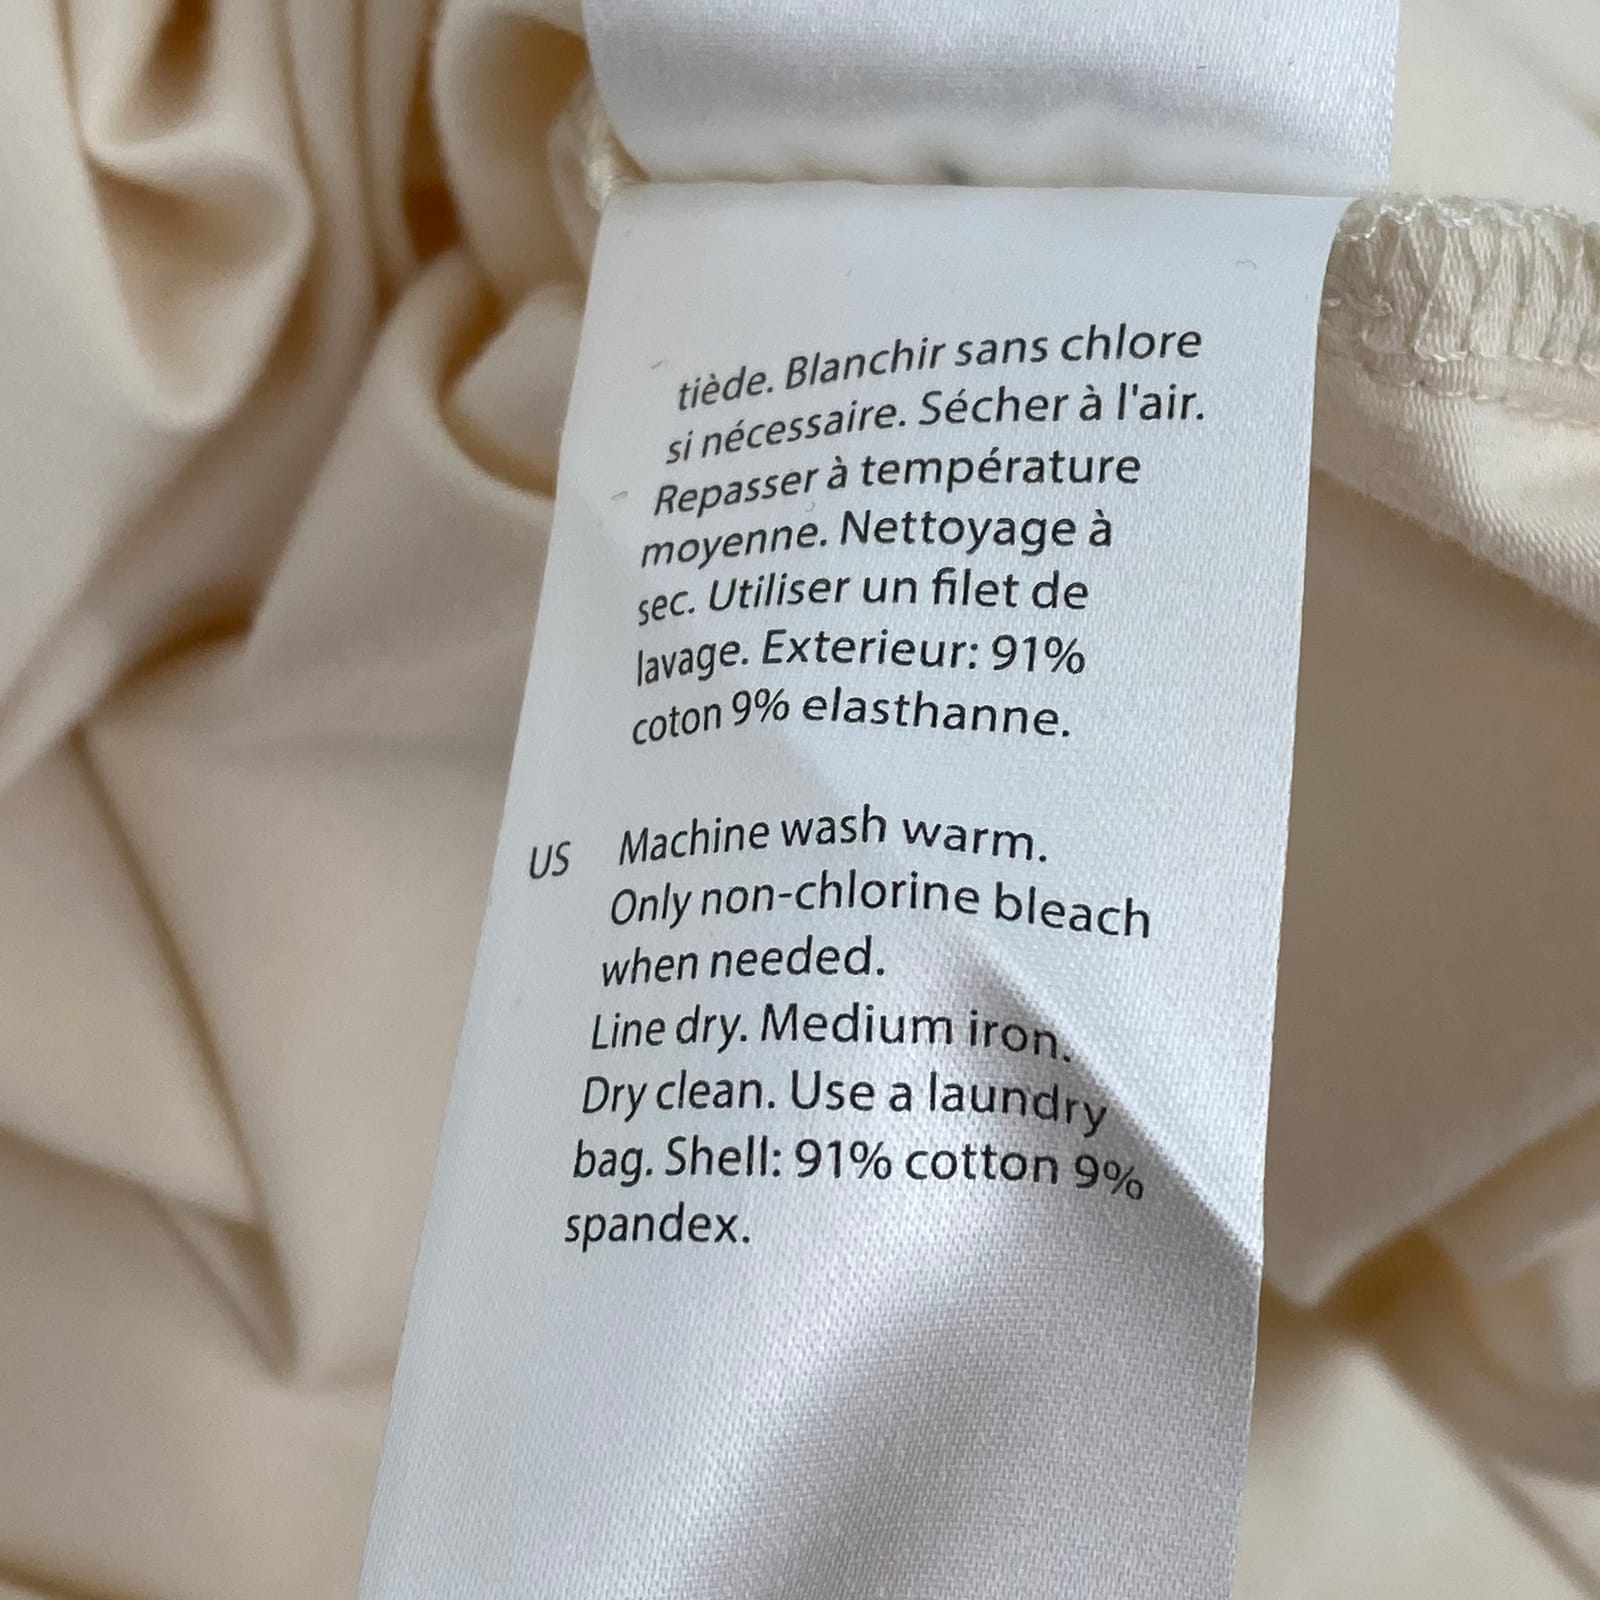 tiède. Blanchir sans chlore
si nécessaire. Sécher à l'air.
Repasser à température
moyenne. Nettoyage à
sec. Utiliser un filet de
lavage. Exterieur: 91%
coton 9% elasthanne.
US Machine wash warm.
Only non-chlorine bleach
when needed.
Line dry. Medium iron.
Dry clean. Use a laundry
bag. Shell: 91% cotton 9%
spandex.